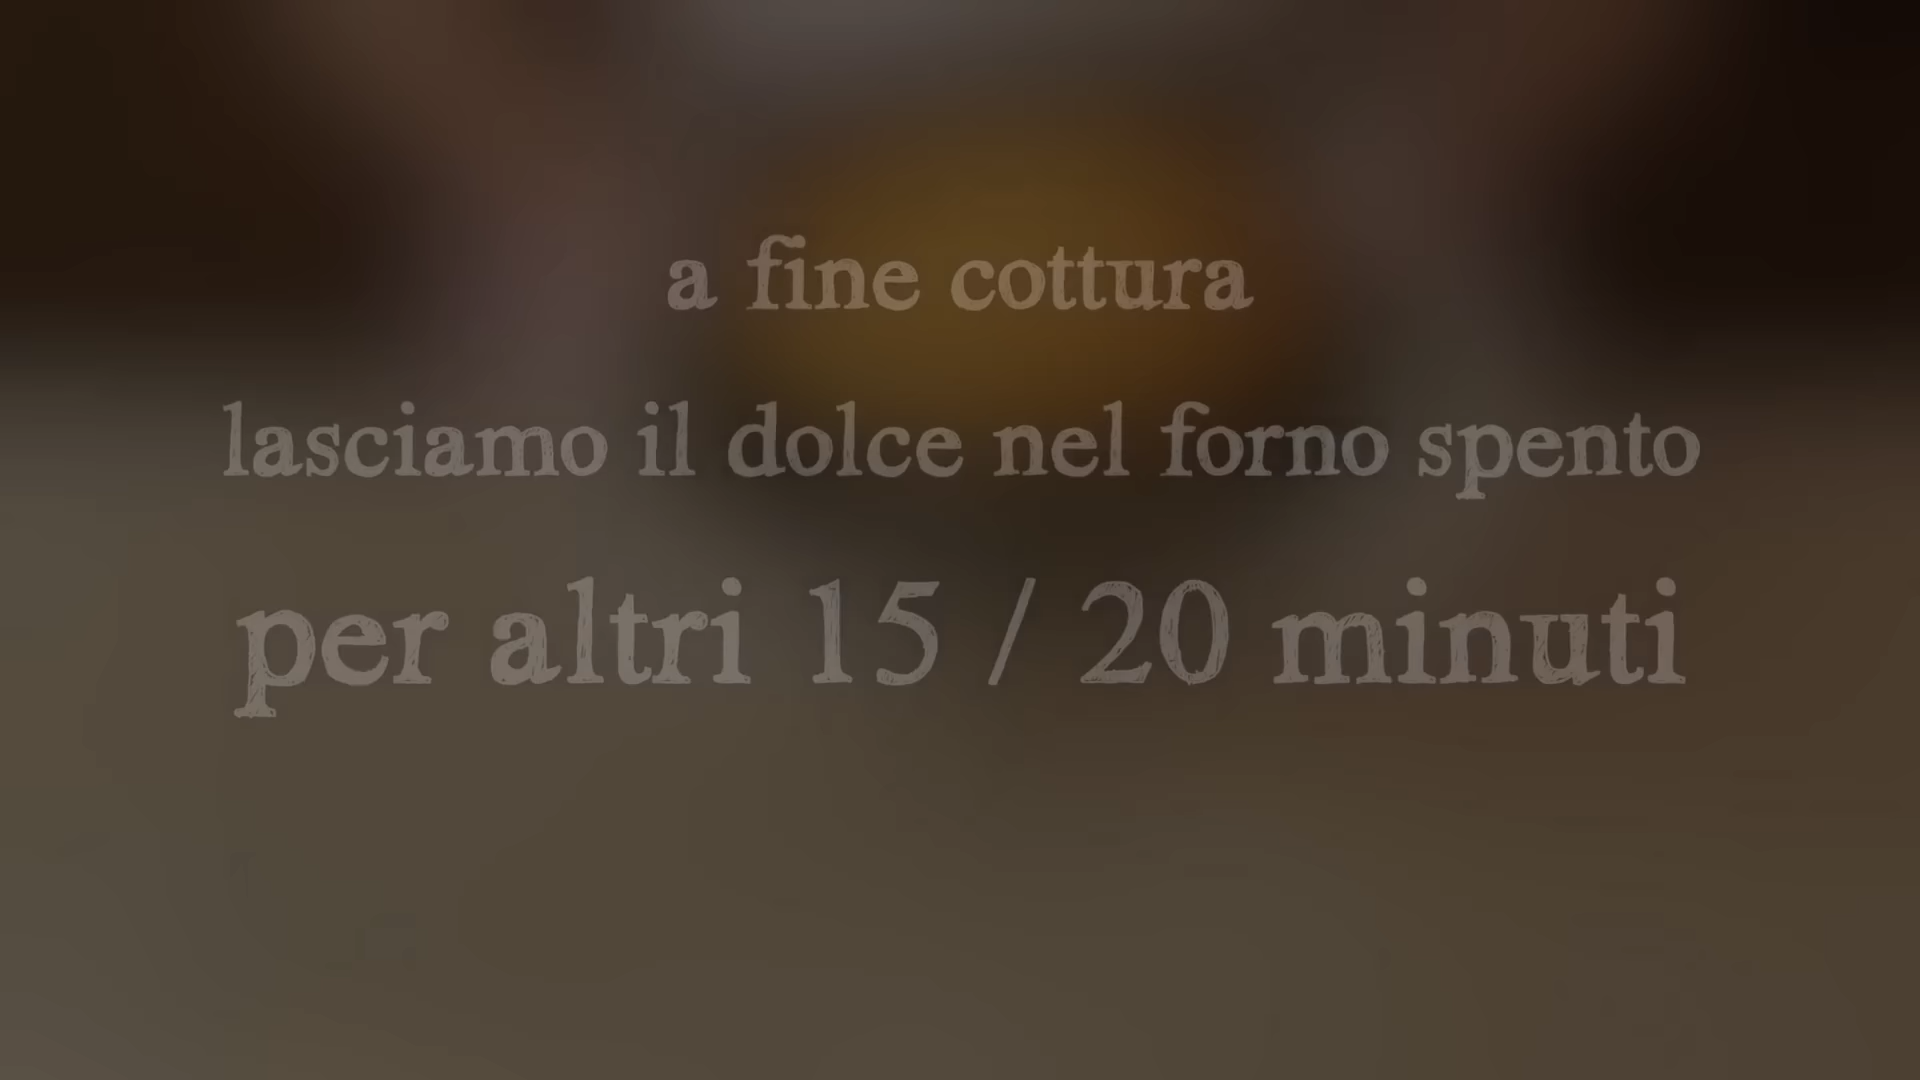 a fine cottura
lasciamo il dolce nel forno spento
per altri 15 / 20 minuti